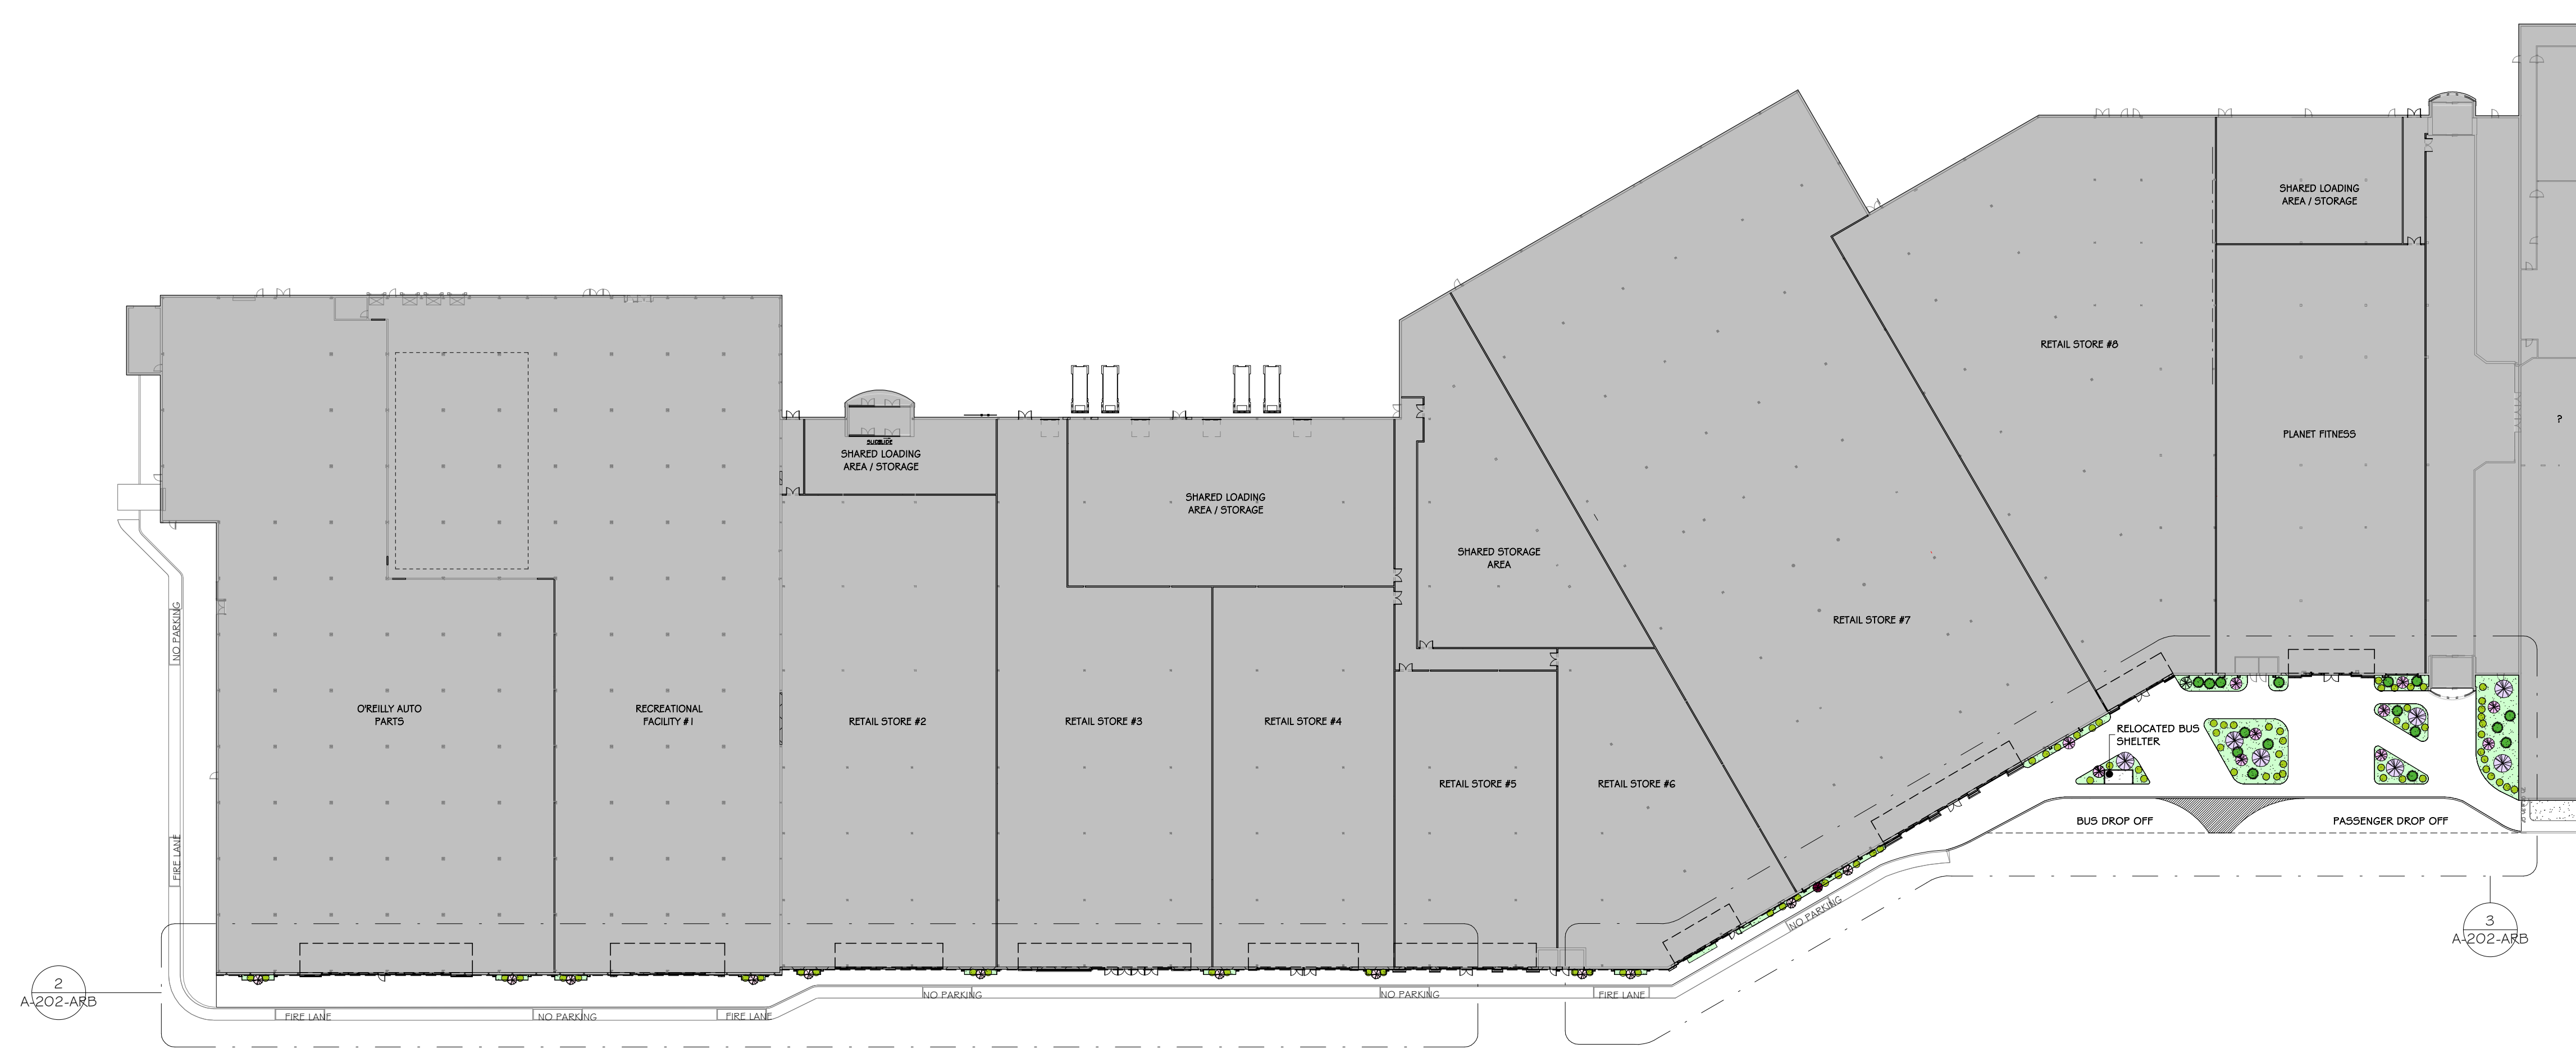 SHARED LOADING
AREA / STORAGE
RETAIL STORE #8
?
PLANET FITNESS
SHARED LOADING
AREA / STORAGE
SHARED LOADING
AREA / STORAGE
SHARED STORAGE
AREA
RETAIL STORE #7
NO PARKING
O'REILLY AUTO
PARTS
RECREATIONAL
FACILITY #1
RETAIL STORE #2
RETAIL STORE #3
RETAIL STORE #4
RELOCATED BUS
SHELTER
RETAIL STORE #5
RETAIL STORE #6
BUS DROP OFF
PASSENGER DROP OFF
FIRE LANE
NO PARKING
3
A-202-ARB
2
A-202-ARB
NO PARKING
NO PARKING
FIRE LANE
FIRE LANE
NO PARKING
FIRE LANE